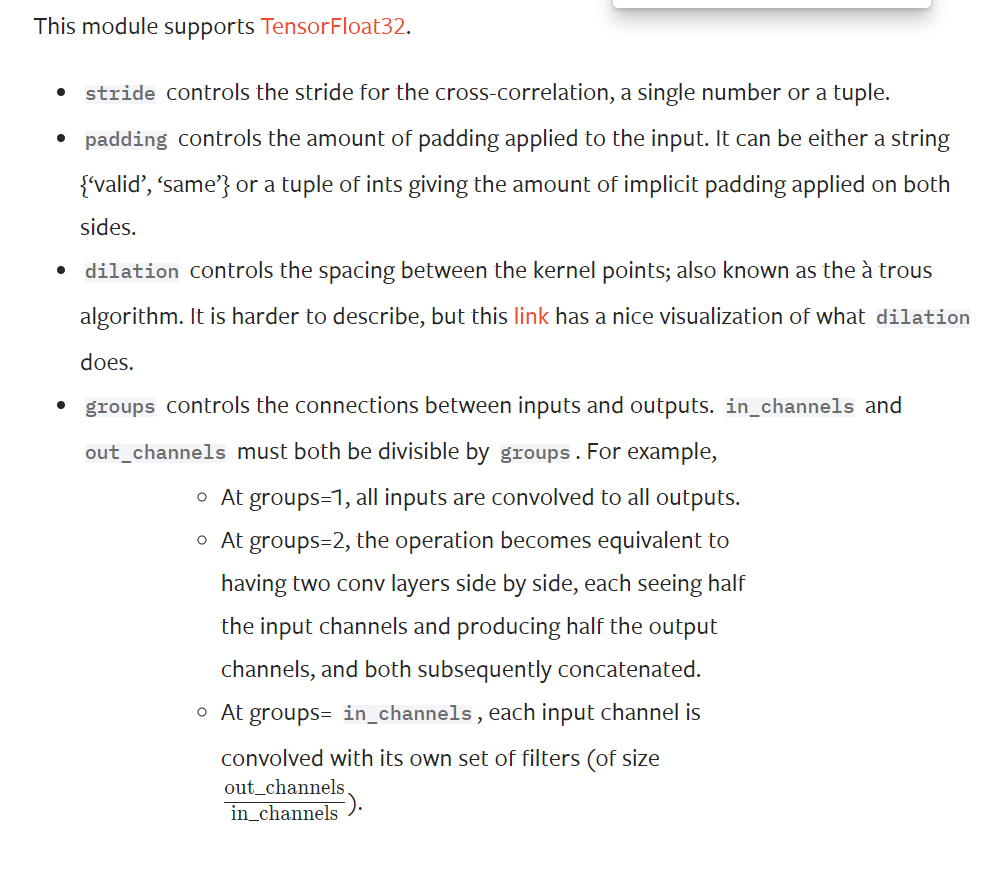 This module supports TensorFloat32.
• stride controls the stride for the cross-correlation, a single number or a tuple.
• padding controls the amount of padding applied to the input. It can be either a string
{‘valid’, ‘same’} or a tuple of ints giving the amount of implicit padding applied on both
sides.
• dilation controls the spacing between the kernel points; also known as the à trous
algorithm. It is harder to describe, but this link has a nice visualization of what dilation
does.
• groups controls the connections between inputs and outputs. in_channels and
out_channels must both be divisible by groups. For example,
◦ At groups=1, all inputs are convolved to all outputs.
◦ At groups=2, the operation becomes equivalent to
having two conv layers side by side, each seeing half
the input channels and producing half the output
channels, and both subsequently concatenated.
◦ At groups= in_channels, each input channel is
convolved with its own set of filters (of size
out_channels
in_channels).